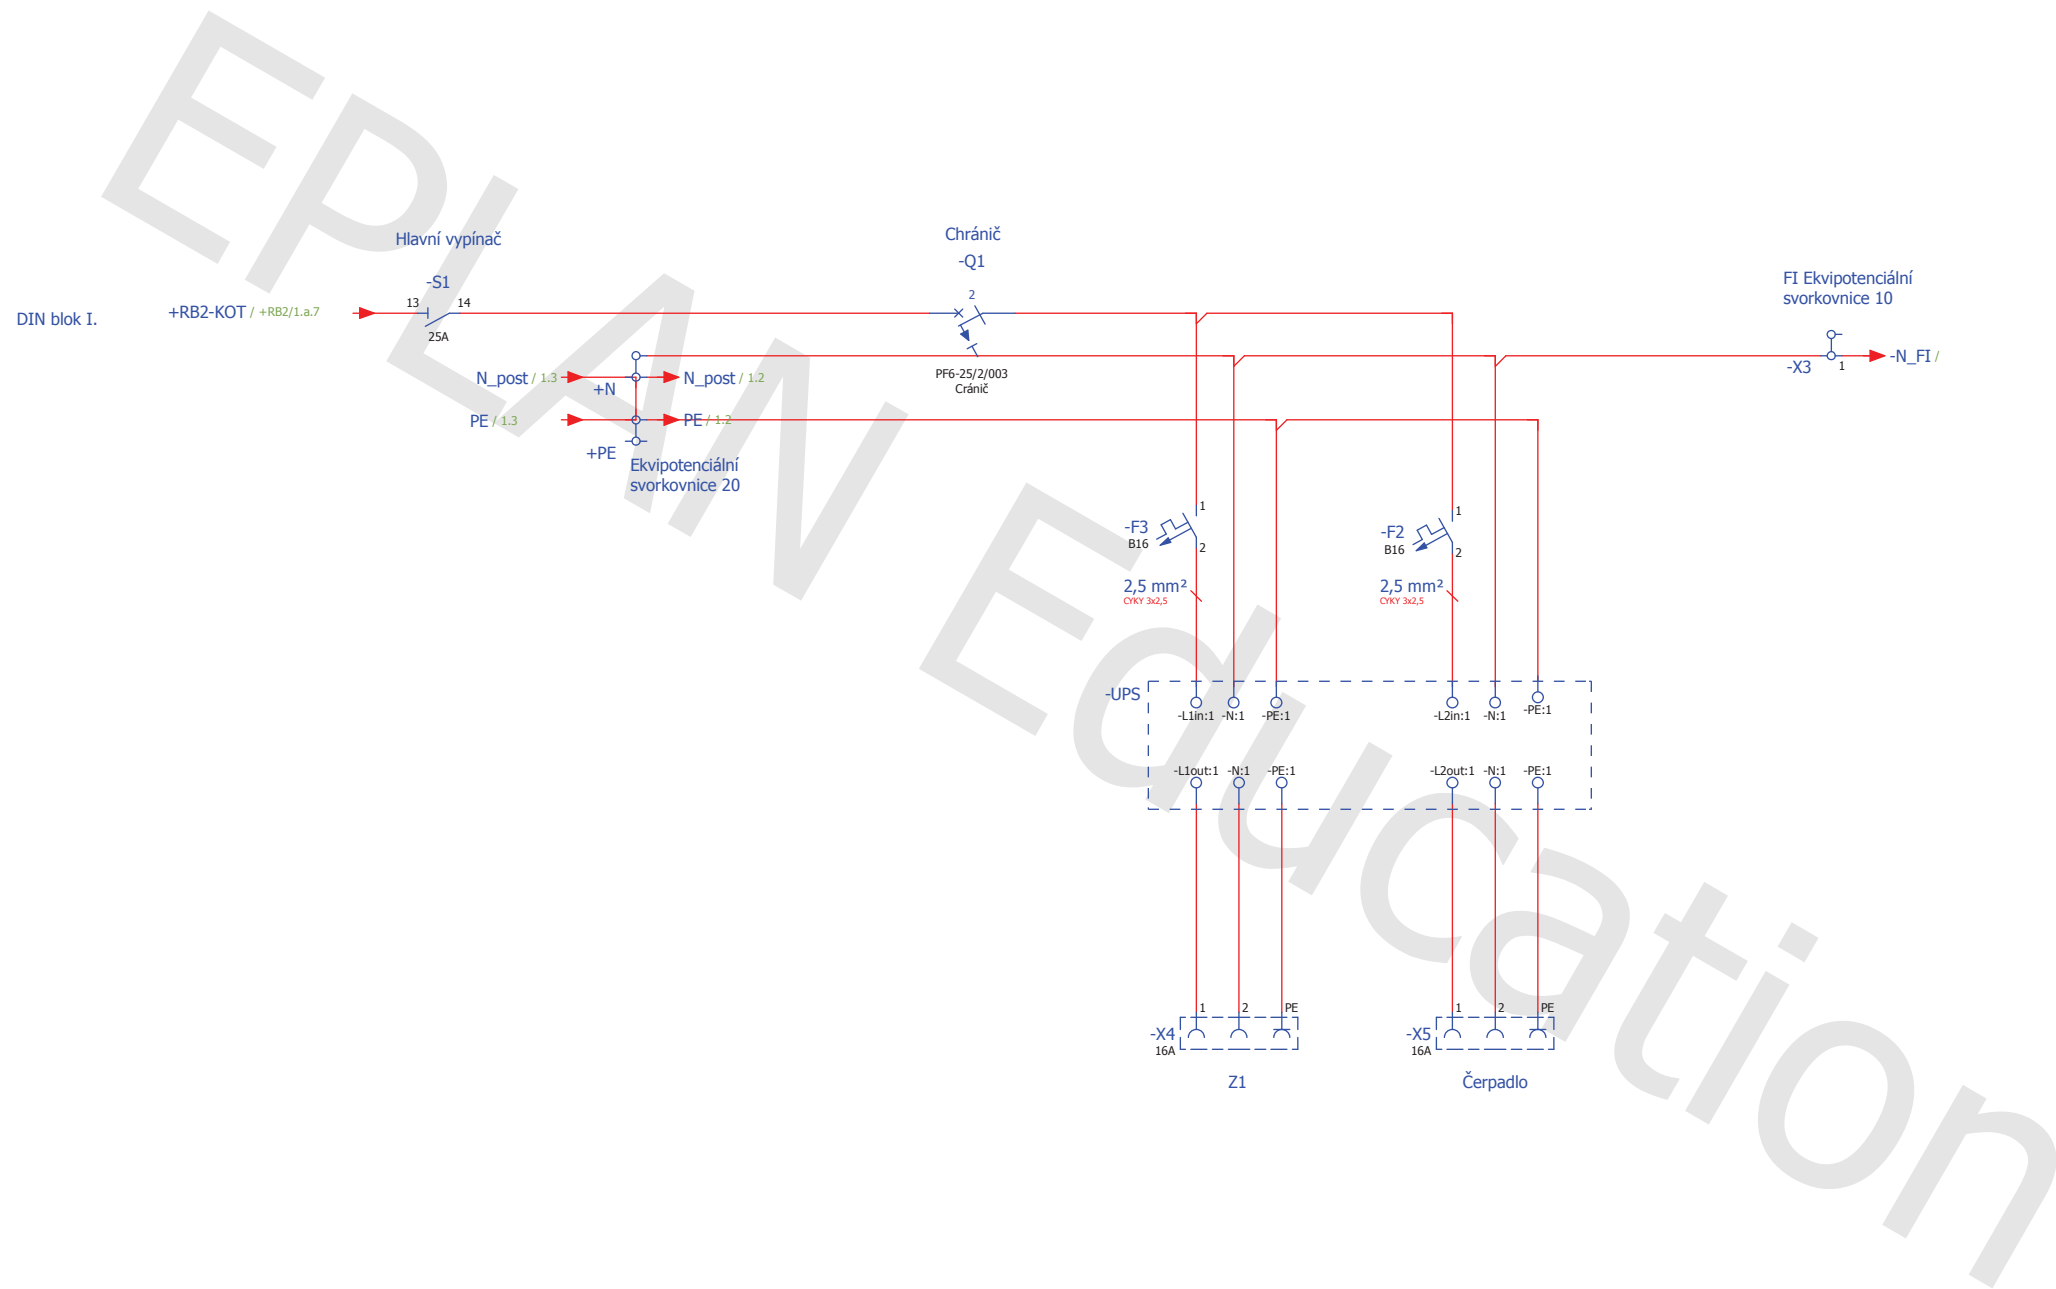 EPLAN Education
Hlavní vypínač
-S1
13
14
25A
DIN blok I.
+RB2-KOT / +RB2/1.a.7
Chránič
-Q1
2
PF6-25/2/003
Cránič
FI Ekvipotenciální
svorkovnice 10
-X3
1
-N_FI /
N_post / 1.3
N_post / 1.2
+N
PE / 1.3
PE / 1.2
+PE
Ekvipotenciální
svorkovnice 20
-F3
B16
1
2
2,5 mm²
CYKY 3x2,5
-F2
B16
1
2
2,5 mm²
CYKY 3x2,5
-UPS
-L1in:1 -N:1 -PE:1
-L2in:1 -N:1 -PE:1
-L1out:1 -N:1 -PE:1
-L2out:1 -N:1 -PE:1
1 2 PE
-X4
16A
Z1
1 2 PE
-X5
16A
Čerpadlo